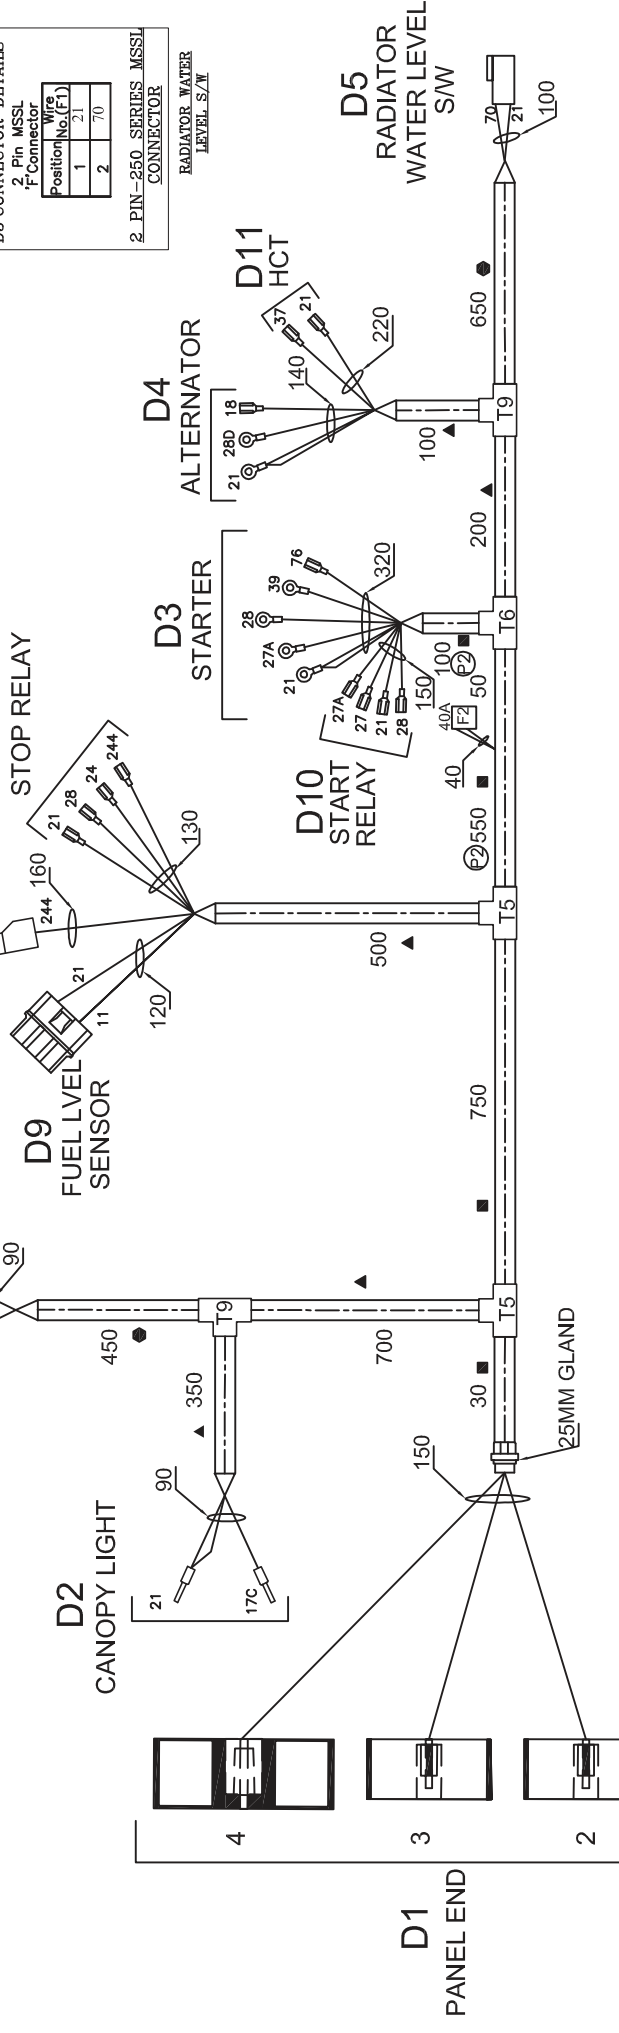 D5 CONNECTOR DETAILS
2 Pin MSSL
'F'Connector
Position
Wire
No.(F1)
1
21
2
70
2 PIN-250 SERIES MSSL
CONNECTOR
RADIATOR WATER
LEVEL S/W
D5
RADIATOR
WATER LEVEL
S/W
70
21
100
650
D11
HCT
37
21
220
D4
ALTERNATOR
18
28D
21
140
100
T9
200
D3
STARTER
76
39
28
27A
21
320
100
P2
T6
50
D10
START
RELAY
27A
27
21
28
150
40A
F2
40
550
P2
STOP RELAY
21
28
24
244
130
160
244
21
11
120
500
T5
D9
FUEL LVEL
SENSOR
750
90
450
T9
350
700
T5
30
25MM GLAND
150
D2
CANOPY LIGHT
90
21
17C
D1
PANEL END
4
3
2